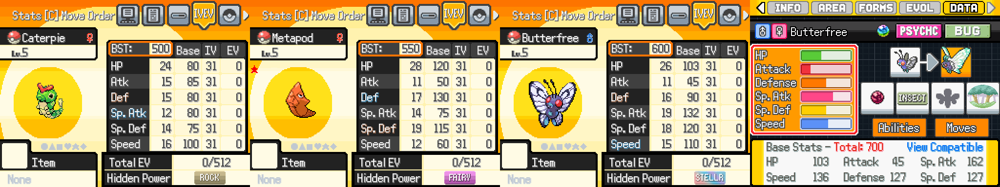 Stats [C] Move Order
IVEV
Caterpie ♀
Lv.5
BST: 500 Base IV EV
HP 24 80 31 0
Atk 15 85 31 0
Def 15 80 31 0
Sp. Atk 12 80 31 0
Sp. Def 14 75 31 0
Speed 16 100 31 0
Item
None
Total EV 0/512
Hidden Power ROCK
Stats [C] Move Order
IVEV
Metapod ♀
Lv.5
BST: 550 Base IV EV
HP 28 120 31 0
Atk 11 50 31 0
Def 17 130 31 0
Sp. Atk 14 75 31 0
Sp. Def 19 115 31 0
Speed 12 60 31 0
Item
None
Total EV 0/512
Hidden Power FAIRY
Stats [C] Move Order
IVEV
Butterfree ♂
Lv.5
BST: 600 Base IV EV
HP 26 103 31 0
Atk 11 45 31 0
Def 16 90 31 0
Sp. Atk 19 132 31 0
Sp. Def 18 120 31 0
Speed 15 110 31 0
Item
None
Total EV 0/512
Hidden Power STELLR
INFO AREA FORMS EVOL DATA
♂ ♀ Butterfree PSYCHC BUG
HP
Attack
Defense
Sp. Atk
Sp. Def
Speed
INSECT
Abilities Moves
Base Stats - Total: 700 View Compatible
HP 103 Attack 45 Sp. Atk 162
Speed 136 Defense 127 Sp. Def 127